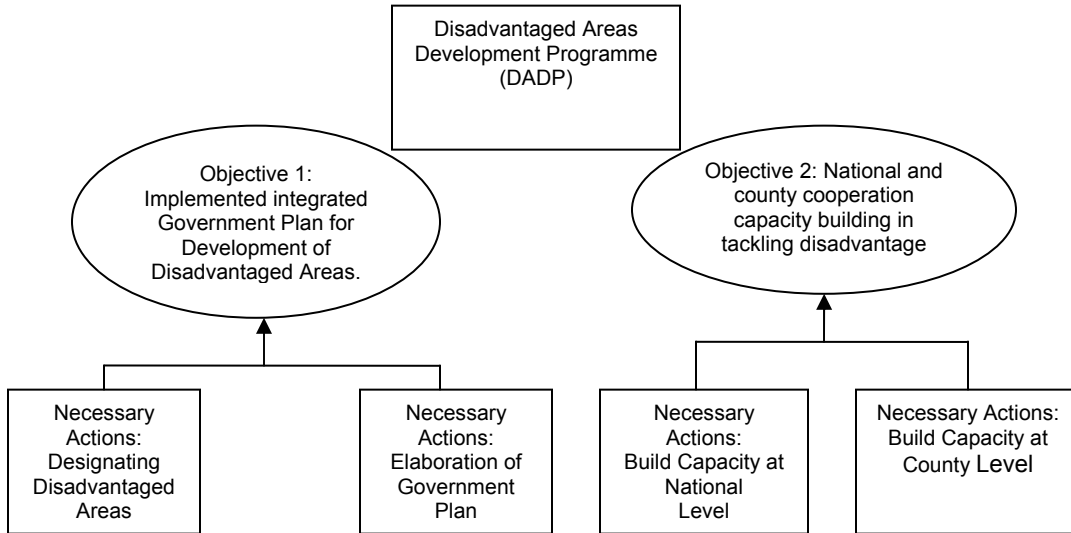 Disadvantaged Areas
Development Programme
(DADP)
Objective 1:
Implemented integrated
Government Plan for
Development of
Disadvantaged Areas.
Objective 2: National and
county cooperation
capacity building in
tackling disadvantage
Necessary
Actions:
Designating
Disadvantaged
Areas
Necessary
Actions:
Elaboration of
Government
Plan
Necessary
Actions:
Build Capacity at
National
Level
Necessary Actions:
Build Capacity at
County Level